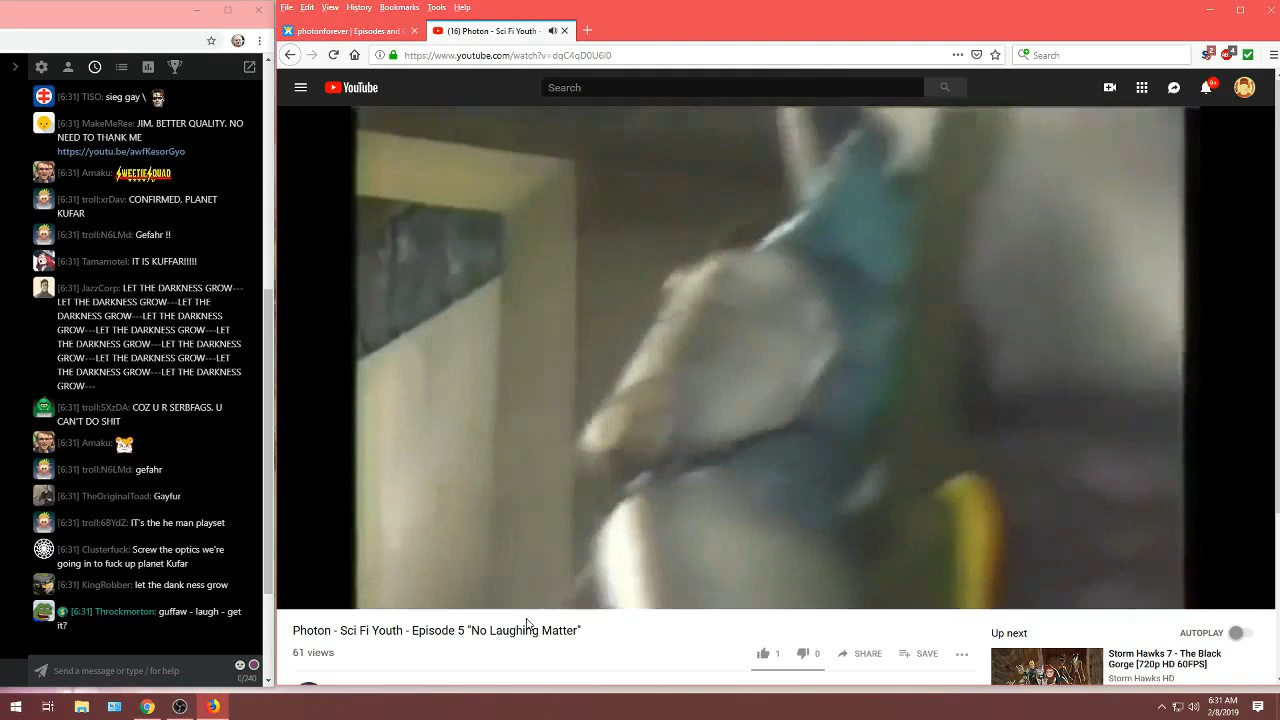 File Edit View History Bookmarks Tools Help
photonforever | Episodes and
(16) Photon - Sci Fi Youth -
https://www.youtube.com/watch?v=dqC4qD0U6I0
Search
YouTube
Search
9+
[6:31] TISO: sieg gay \
[6:31] MakeMeRee: JIM, BETTER QUALITY, NO
NEED TO THANK ME
https://youtu.be/awfKesorGyo
[6:31] Amaku: SWECTIESQUAD
[6:31] troll:xrDav: CONFIRMED, PLANET
KUFAR
[6:31] troll:N6LMd: Gefahr !!
[6:31] Tamamotel: IT IS KUFFAR!!!!!
[6:31] JazzCorp: LET THE DARKNESS GROW---
LET THE DARKNESS GROW---LET THE
DARKNESS GROW---LET THE DARKNESS
GROW---LET THE DARKNESS GROW---LET
THE DARKNESS GROW---LET THE DARKNESS
GROW---LET THE DARKNESS GROW---LET
THE DARKNESS GROW---LET THE DARKNESS
GROW---
[6:31] troll:5XzDA: COZ U R SERBFAGS, U
CAN'T DO SHIT
[6:31] Amaku:
[6:31] troll:N6LMd: gefahr
[6:31] TheOriginalToad: Gayfur
[6:31] troll:6BYdZ: IT's the he man playset
[6:31] Clusterfuck: Screw the optics we're
going in to fuck up planet Kufar
[6:31] KingRobber: let the dank ness grow
[6:31] Throckmorton: guffaw - laugh - get
it?
Send a message or type / for help
0/240
Photon - Sci Fi Youth - Episode 5 "No Laughing Matter"
61 views
1
0
SHARE
SAVE
Up next
AUTOPLAY
Storm Hawks 7 - The Black
Gorge [720p HD 60FPS]
Storm Hawks HD
6:31 AM
2/8/2019